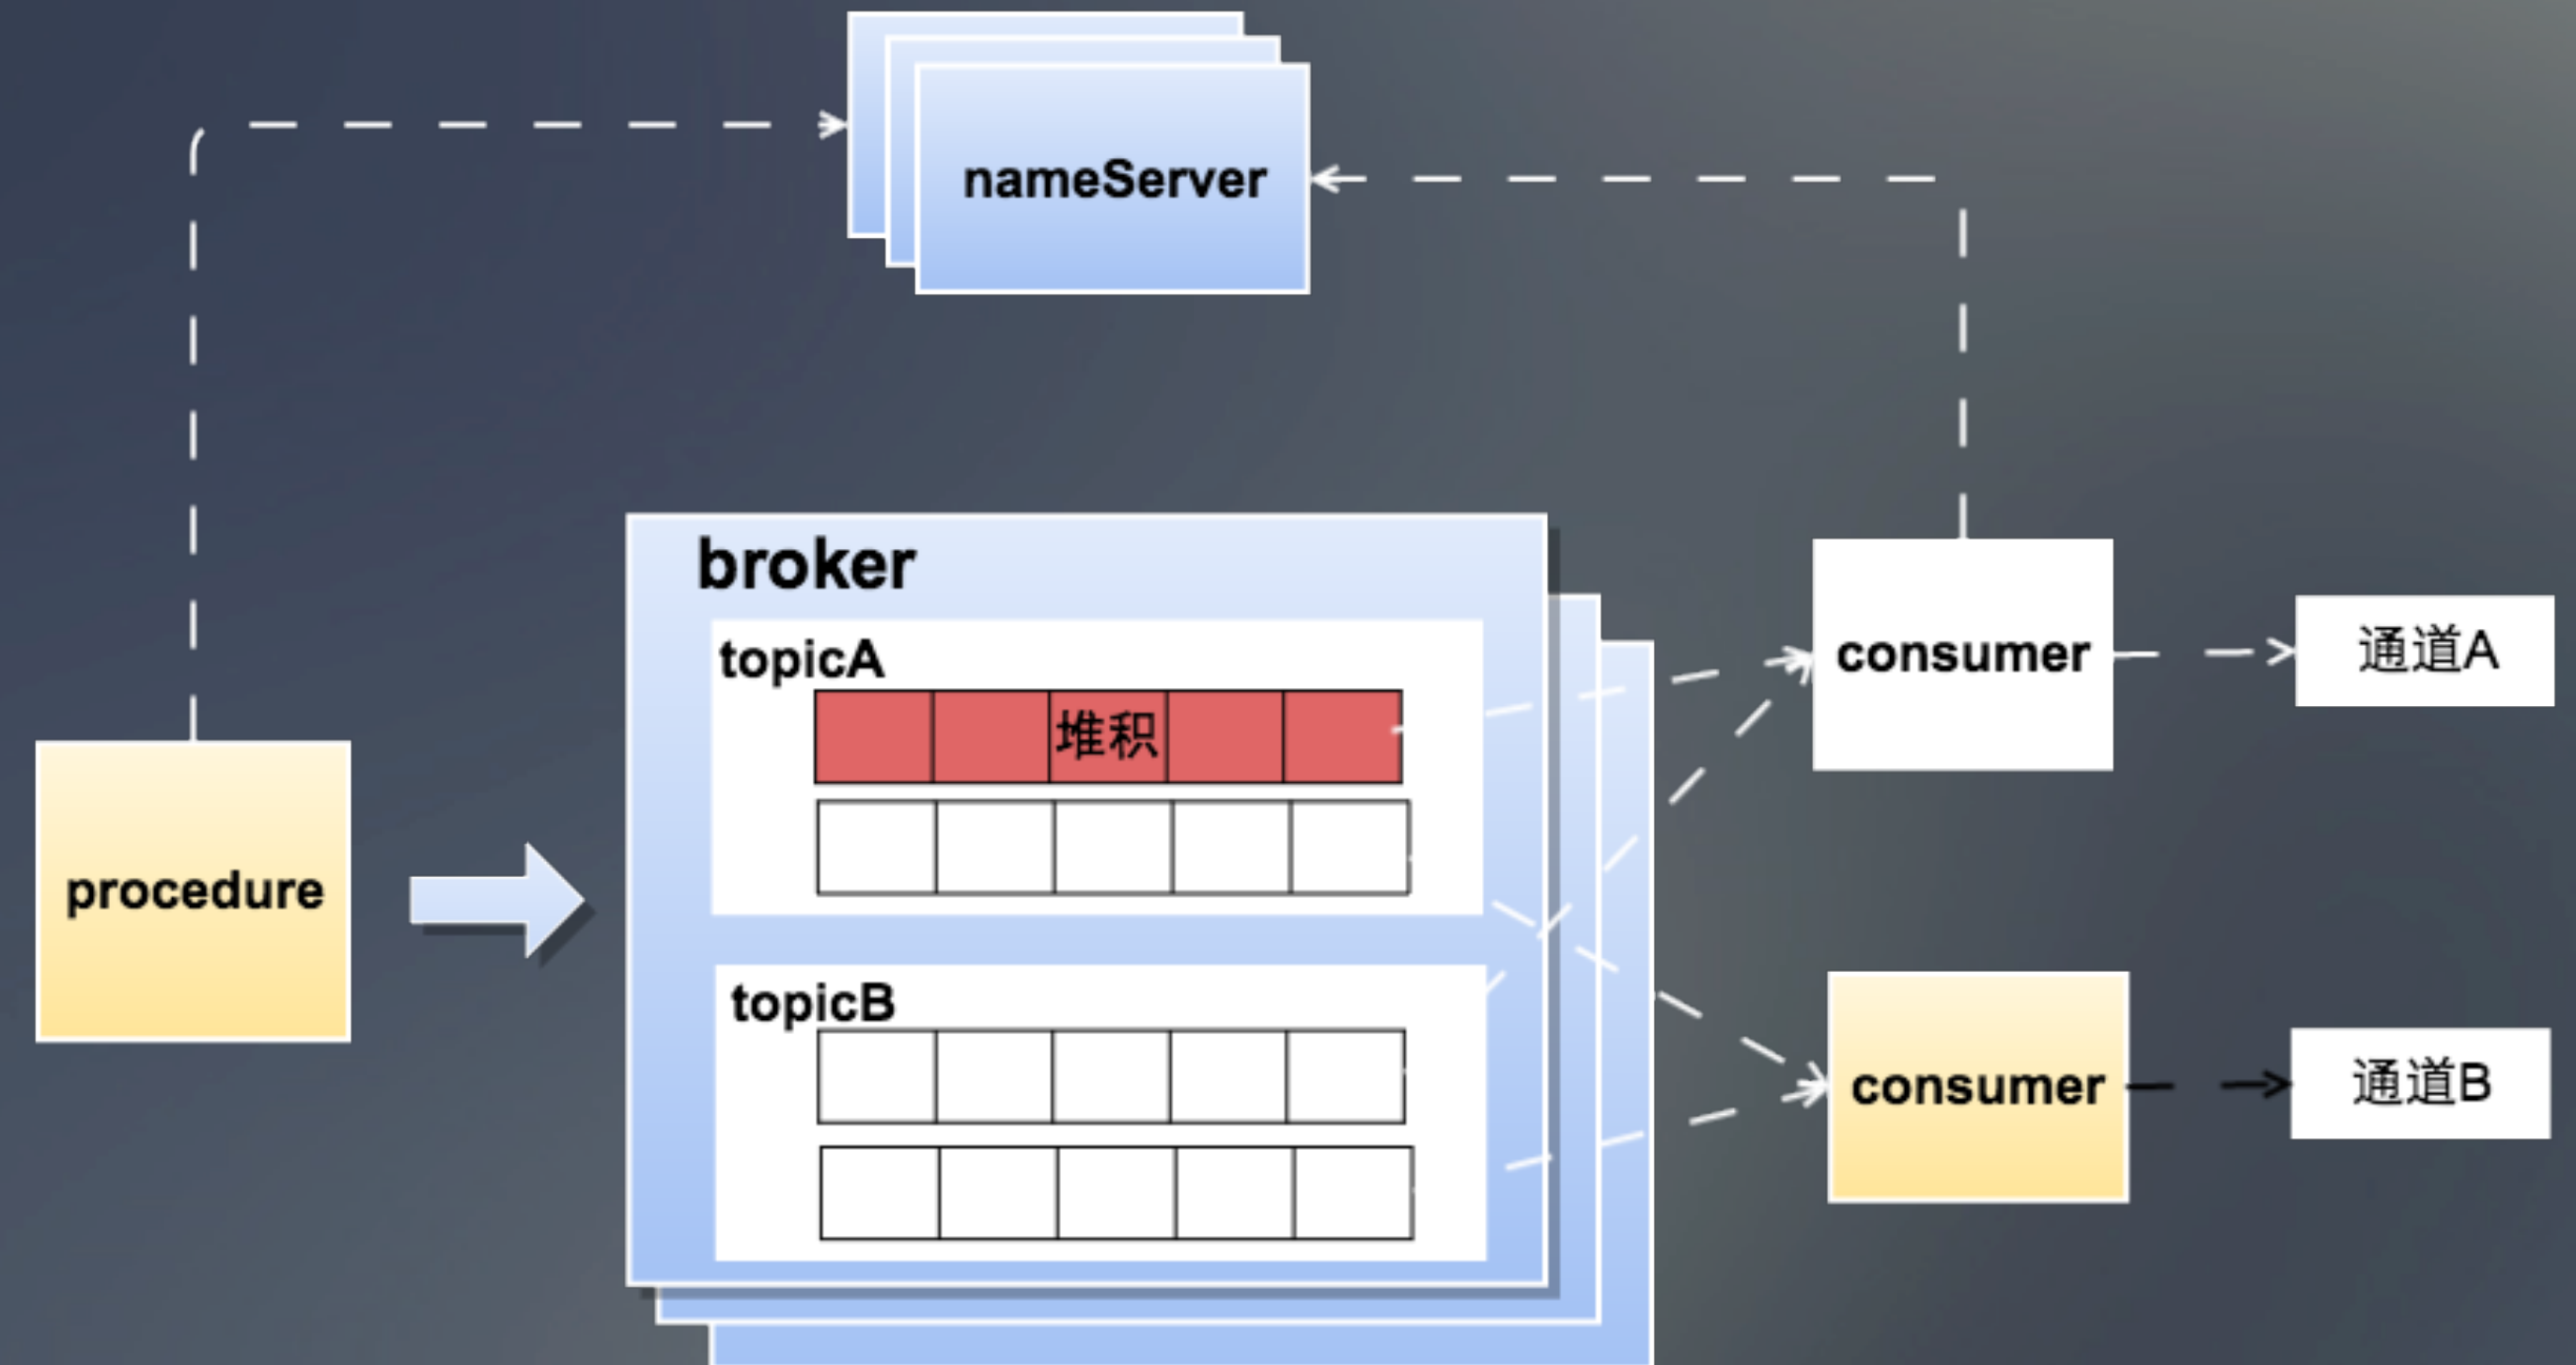 nameServer
broker
topicA
堆积
consumer
通道A
procedure
topicB
consumer
通道B